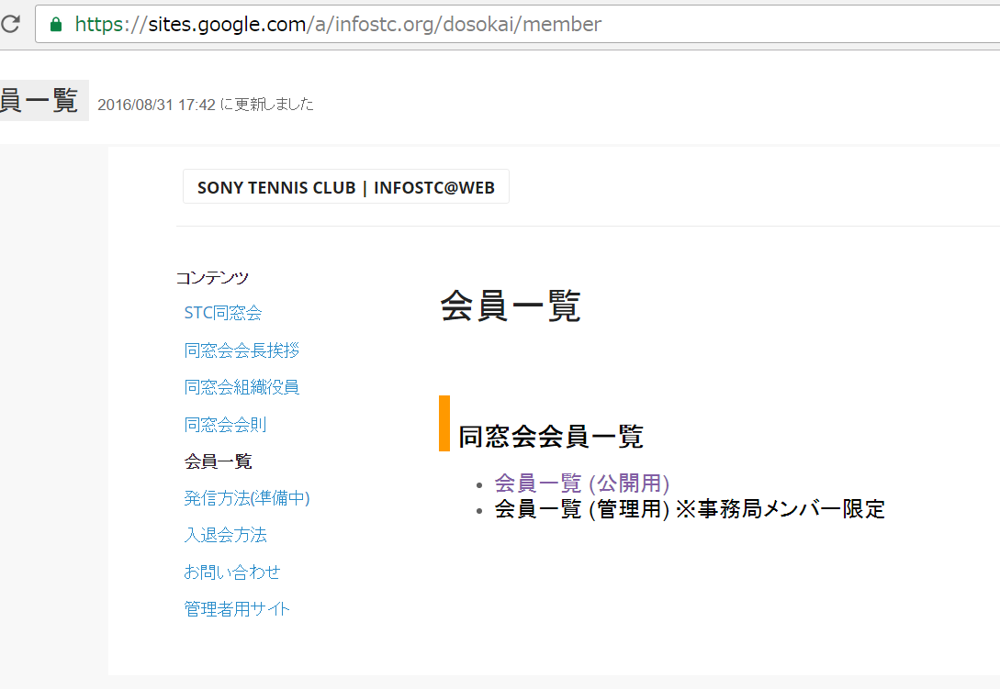 https://sites.google.com/a/infostc.org/dosokai/member
員一覧 2016/08/31 17:42 に更新しました
SONY TENNIS CLUB | INFOSTC@WEB
コンテンツ
STC同窓会
同窓会会長挨拶
同窓会組織役員
同窓会会則
会員一覧
発信方法(準備中)
入退会方法
お問い合わせ
管理者用サイト
会員一覧
同窓会会員一覧
会員一覧 (公開用)
会員一覧 (管理用) ※事務局メンバー限定